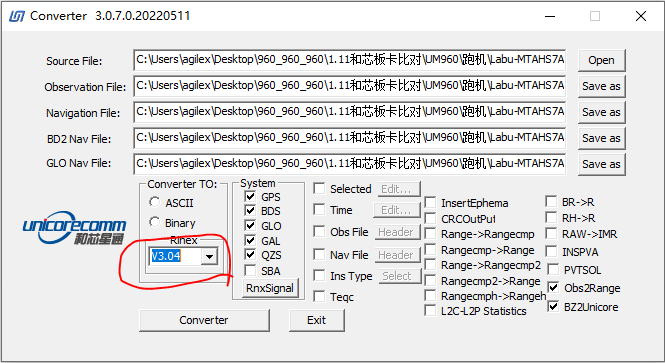 Converter 3.0.7.0.20220511
Source File: C:\Users\agilex\Desktop\960_960_960\1.11和芯板卡比对\UM960\跑机\Labu-MTAHS7A Open
Observation File: C:\Users\agilex\Desktop\960_960_960\1.11和芯板卡比对\UM960\跑机\Labu-MTAHS7A Save as
Navigation File: C:\Users\agilex\Desktop\960_960_960\1.11和芯板卡比对\UM960\跑机\Labu-MTAHS7A Save as
BD2 Nav File: C:\Users\agilex\Desktop\960_960_960\1.11和芯板卡比对\UM960\跑机\Labu-MTAHS7A Save as
GLO Nav File: C:\Users\agilex\Desktop\960_960_960\1.11和芯板卡比对\UM960\跑机\Labu-MTAHS7A Save as
unicorecomm
和芯星通
Converter TO:
ASCII
Binary
Rinex
V3.04
System
GPS
BDS
GLO
GAL
QZS
SBA
RnxSignal
Selected Edit...
Time Edit...
Obs File Header
Nav File Header
Ins Type Select
Teqc
InsertEphema
CRCOutPut
Range->Rangecmp
Rangecmp->Range
Range->Rangecmp2
Rangecmp2->Range
Rangecmph->Rangeh
L2C-L2P Statistics
BR->R
RH->R
RAW->IMR
INSPVA
PVTSOL
Obs2Range
BZ2Unicore
Converter
Exit